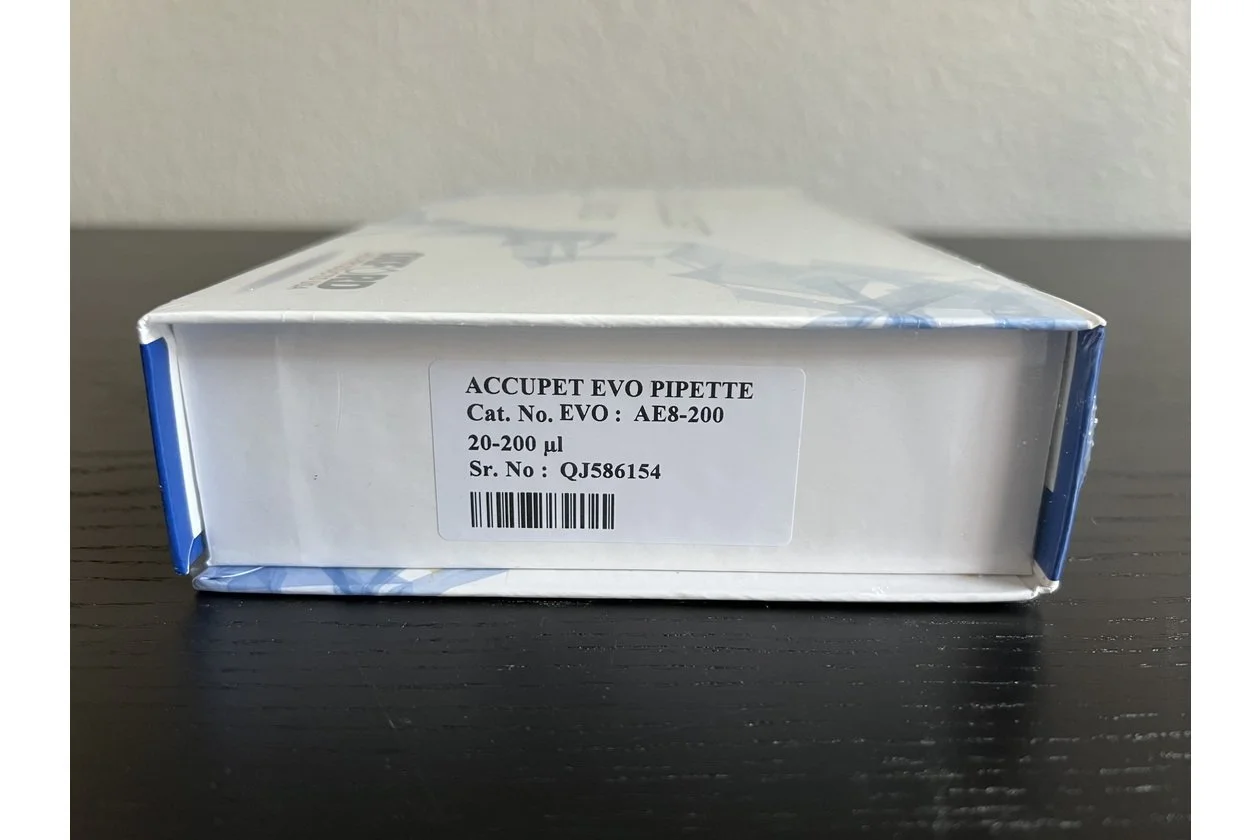 ACCUPET EVO PIPETTE
Cat. No. EVO : AE8-200
20-200 µl
Sr. No : QJ586154